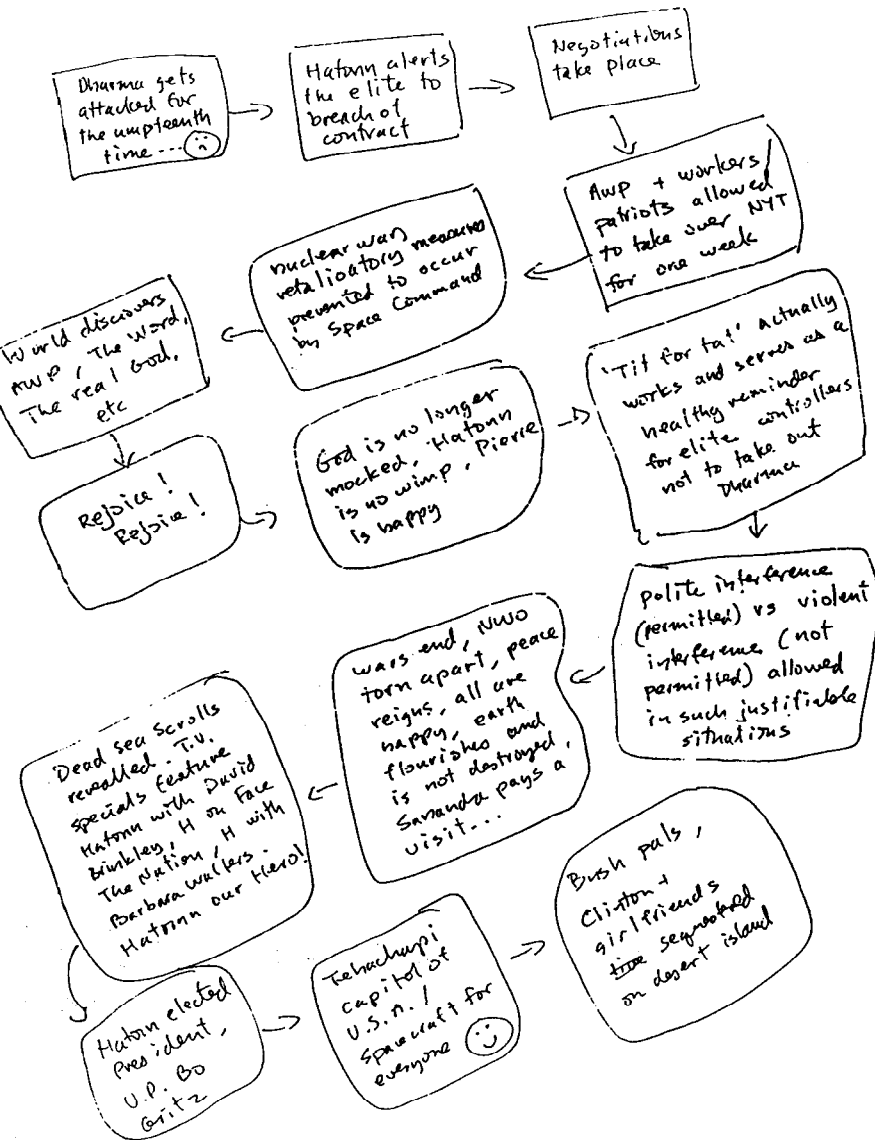 Dharma gets
attacked for
the umpteenth
time...
Hatonn alerts
the elite to
breach of
contract
Negotiations
take place
AWP + workers/
patriots allowed
to take over NYT
for one week
nuclear war,
retaliatory measures
prevented to occur
by Space Command
World discovers
AWP, The Word,
The real God,
etc
Rejoice!
Rejoice!
God is no longer
mocked, Hatonn
is no wimp, Pierre
is happy
'Tit for tat' actually
works and serves as a
healthy reminder
for elite controllers
not to take out
Dharma
polite interference
(permitted) vs violent
interference (not
permitted) allowed
in such justifiable
situations
wars end, NWO
torn apart, peace
reigns, all are
happy, earth
flourishes and
is not destroyed,
Sananda pays a
visit...
Dead Sea Scrolls
revealled. T.V.
specials feature
Hatonn with David
Brinkley, H on Face
The Nation, H with
Barbara Walters.
Hatonn our Hero!
Hatonn elected
President,
V.P. Bo
Gritz
Tehachapi
capitol of
U.S.A. /
spacecraft for
everyone
Bush pals,
Clinton +
girlfriends
sequestred
on desert island